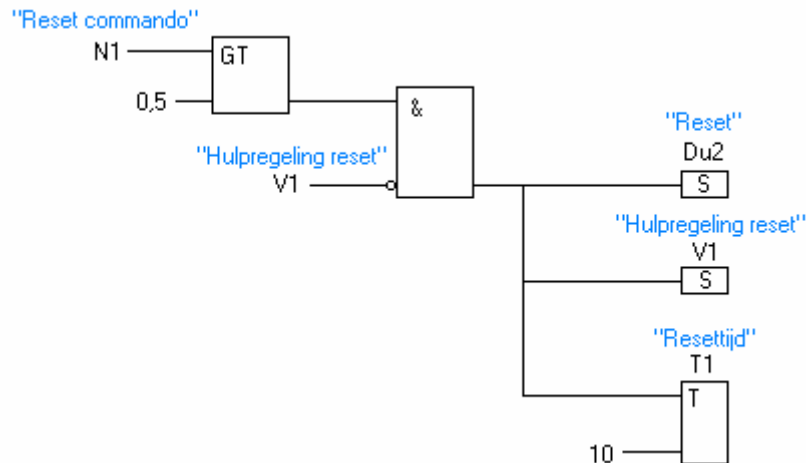 "Reset commando"
N1
GT
0,5
&
"Reset"
"Hulpregeling reset"
Du2
V1
S
"Hulpregeling reset"
V1
S
"Resettijd"
T1
T
10